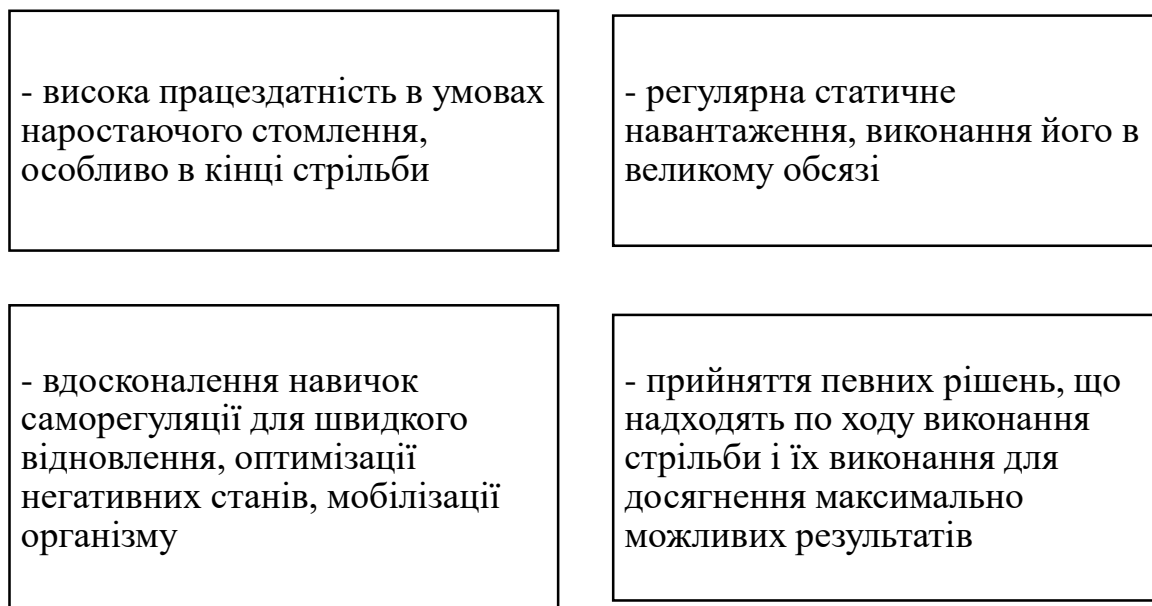 - висока працездатність в умовах
наростаючого стомлення,
особливо в кінці стрільби
- регулярна статичне
навантаження, виконання його в
великому обсязі
- вдосконалення навичок
саморегуляції для швидкого
відновлення, оптимізації
негативних станів, мобілізації
організму
- прийняття певних рішень, що
надходять по ходу виконання
стрільби і їх виконання для
досягнення максимально
можливих результатів